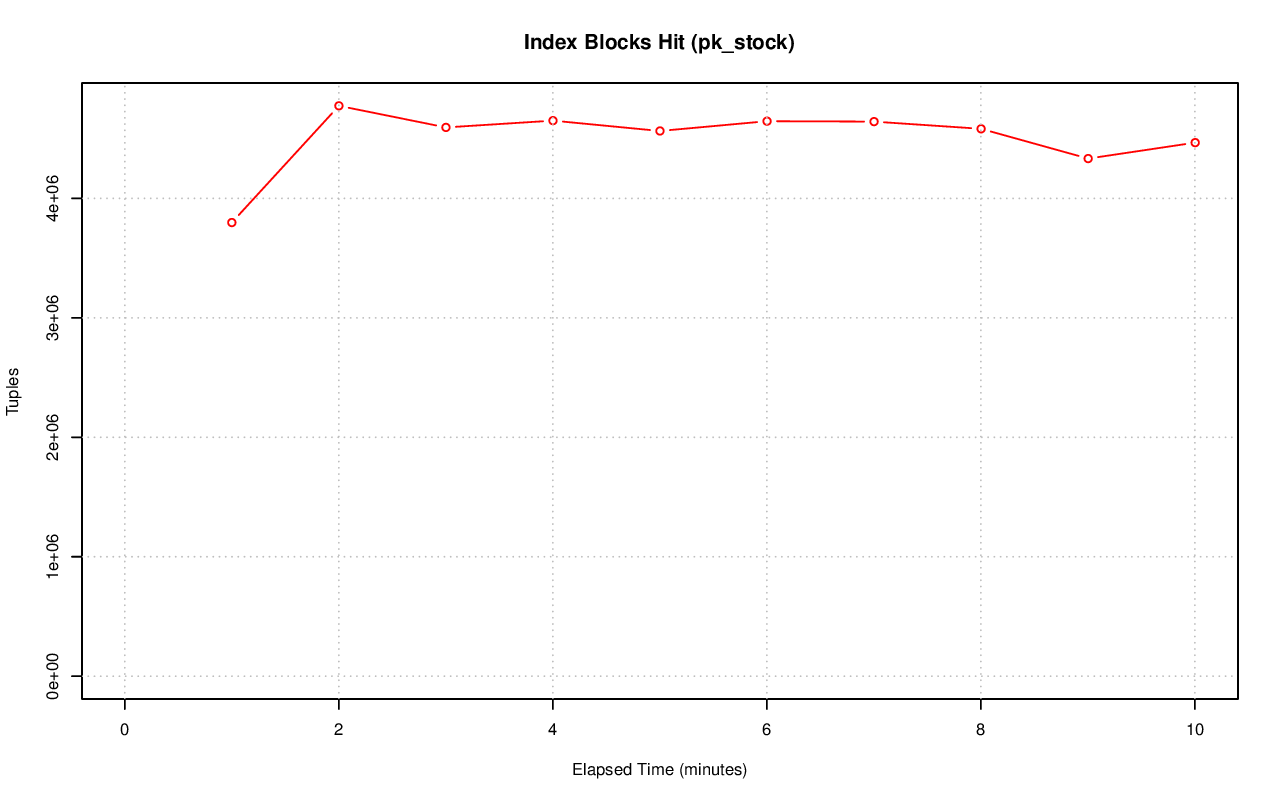 Index Blocks Hit (pk_stock)
Tuples
4e+06
3e+06
2e+06
1e+06
0e+00
0 2 4 6 8 10
Elapsed Time (minutes)